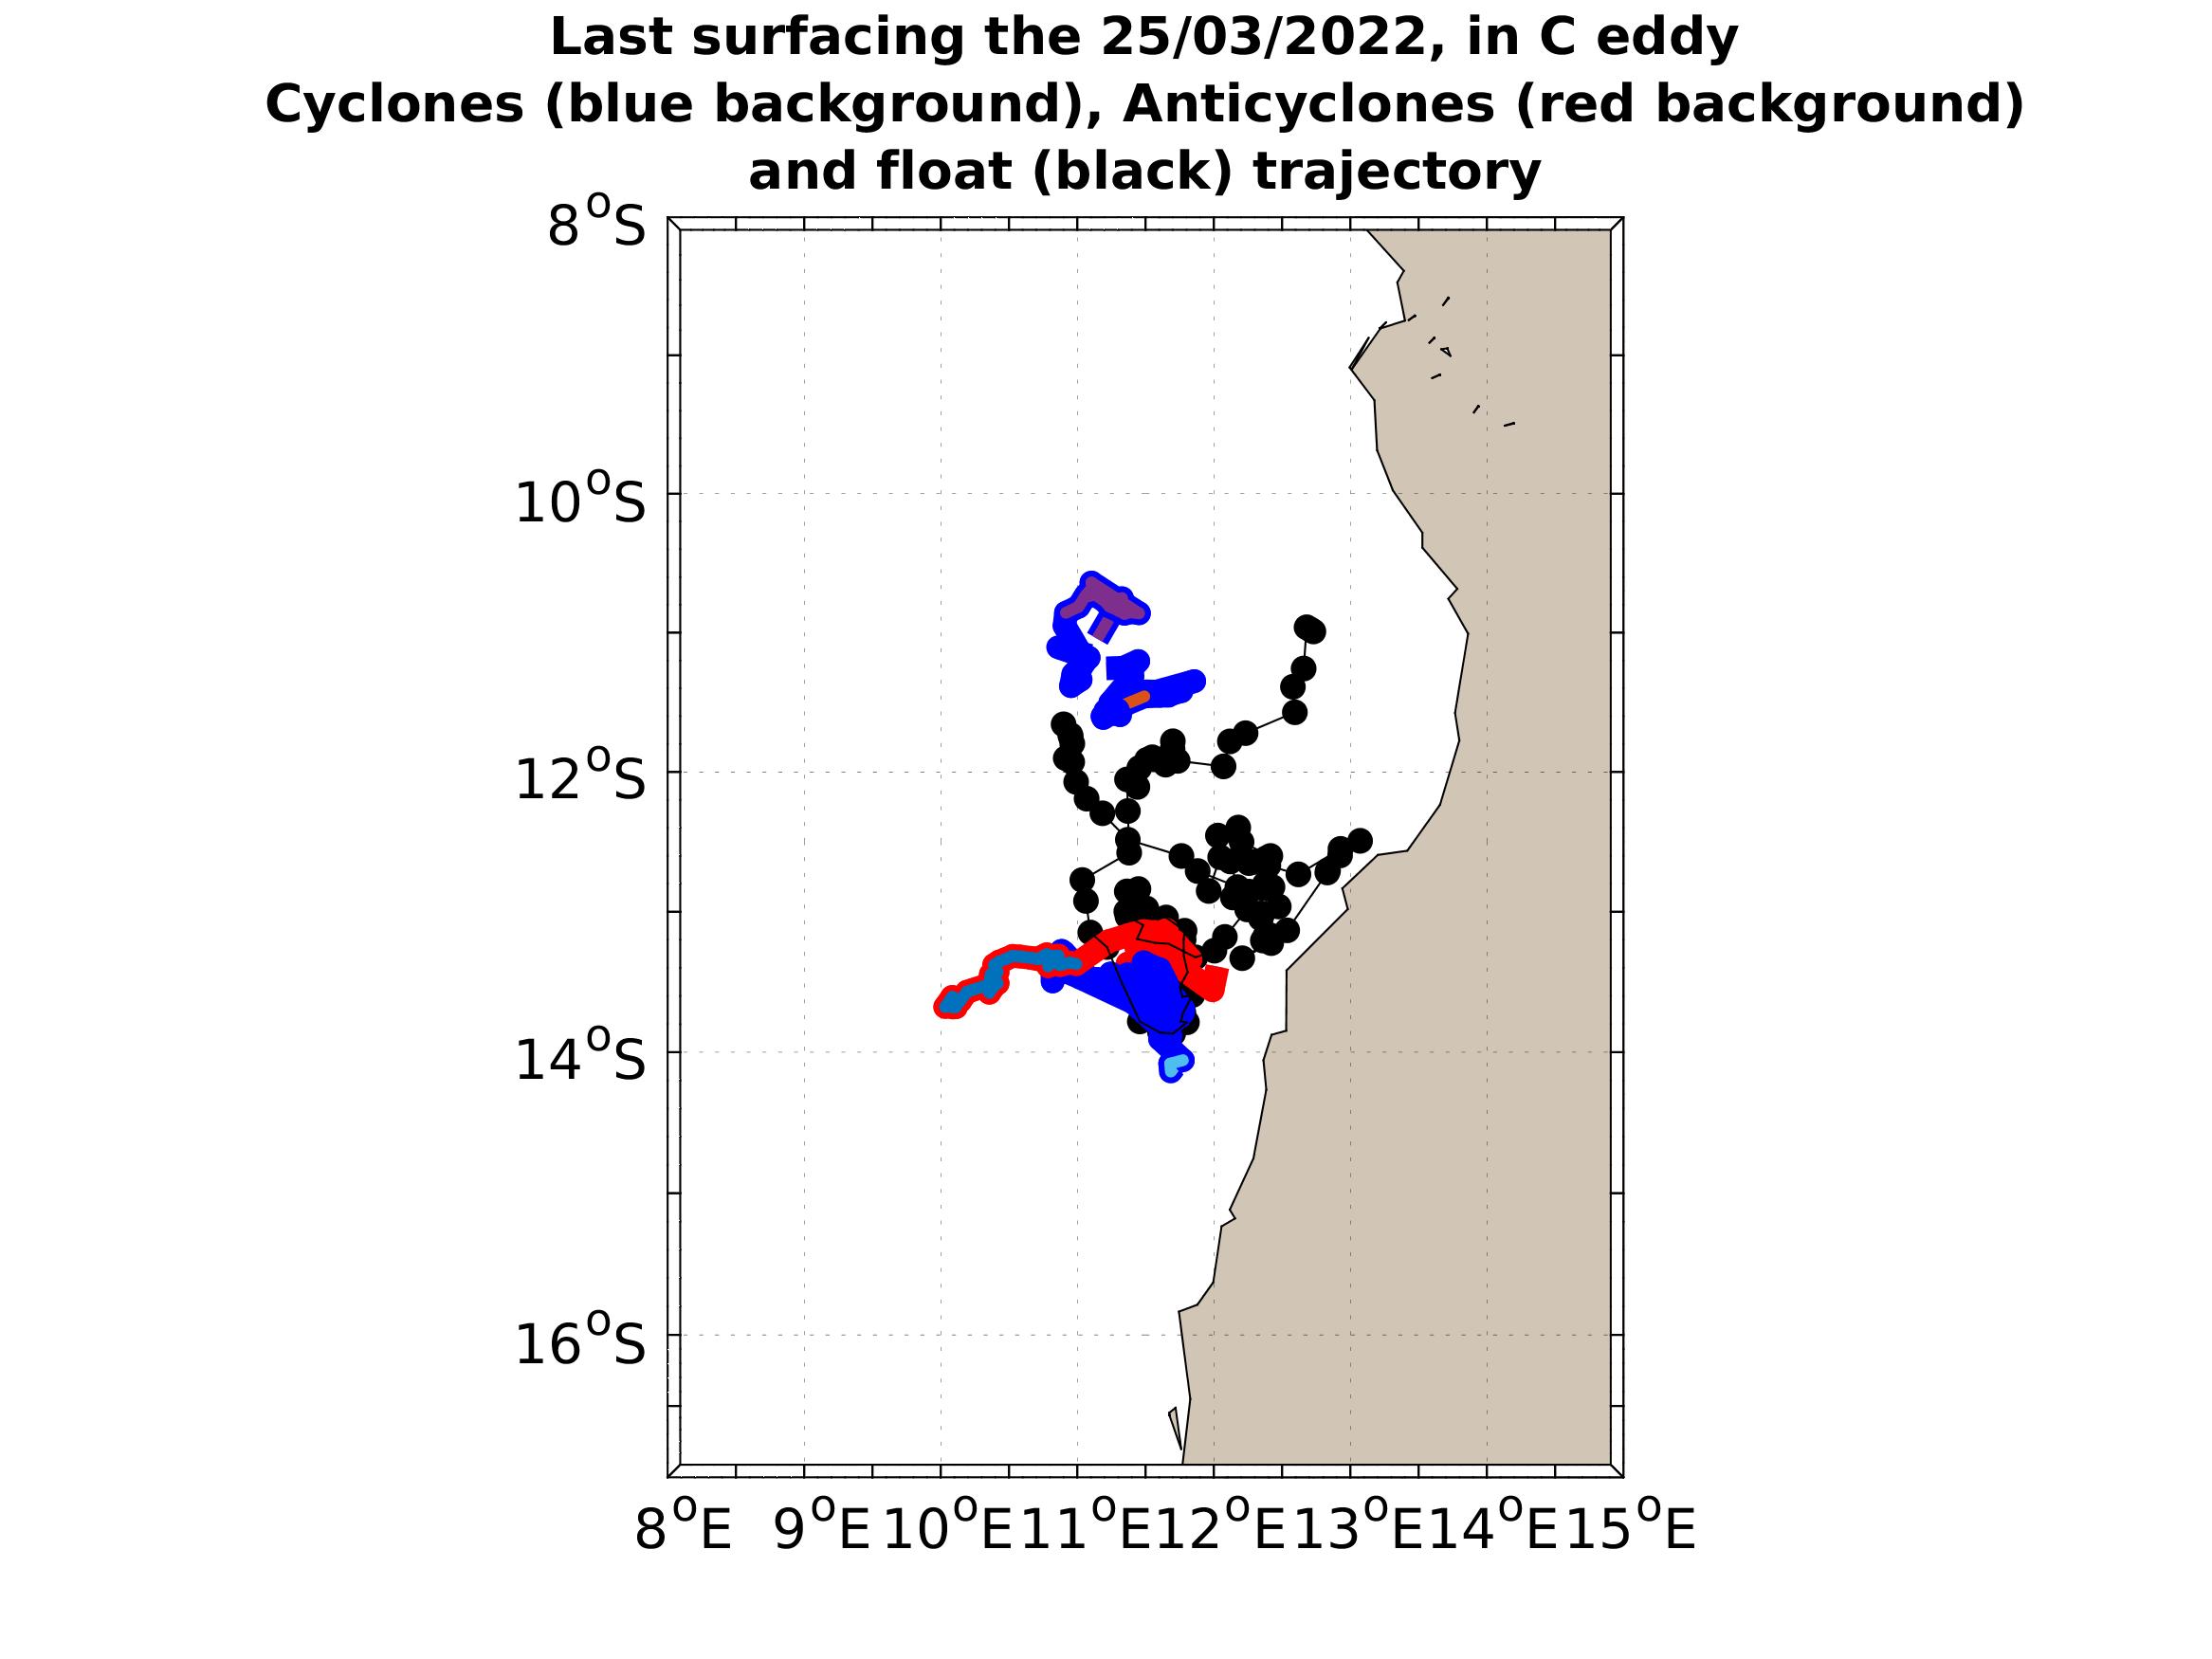 Last surfacing the 25/03/2022, in C eddy
Cyclones (blue background), Anticyclones (red background)
and float (black) trajectory
8°S
10°S
12°S
14°S
16°S
8°E 9°E 10°E 11°E 12°E 13°E 14°E 15°E